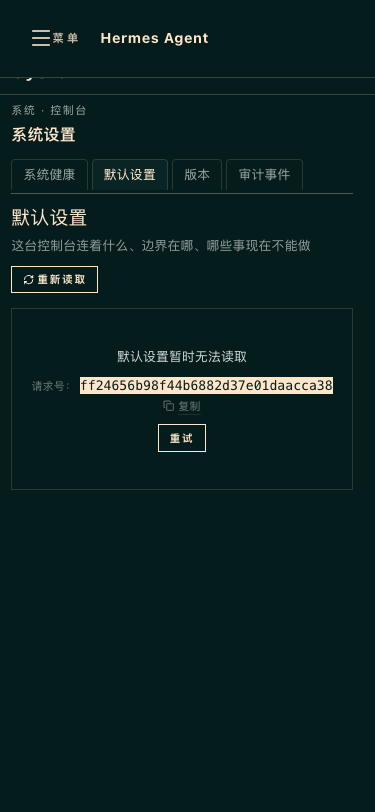 菜单 Hermes Agent
系统 · 控制台
系统设置
系统健康 默认设置 版本 审计事件
默认设置
这台控制台连着什么、边界在哪、哪些事现在不能做
重新读取
默认设置暂时无法读取
请求号： ff24656b98f44b6882d37e01daacca38
复制
重试